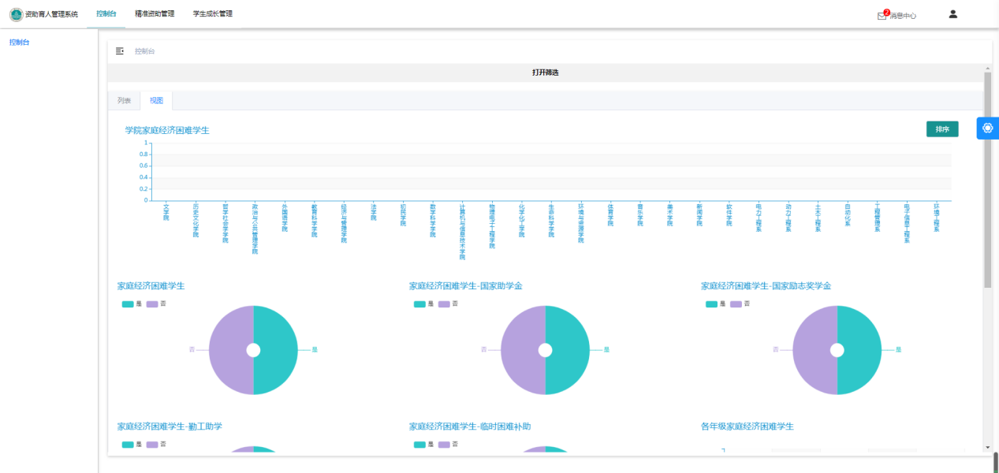 资助育人管理系统
控制台
精准资助管理
学生成长管理
2
消息中心
控制台
控制台
打开筛选
列表
视图
学院家庭经济困难学生
排序
1
0.8
0.6
0.4
0.2
0
文学院
历史文化学院
哲学社会学学院
政治与公共管理学院
外国语学院
教育科学学院
经济与管理学院
法学院
初民学院
数学科学学院
计算机与信息技术学院
物理电子工程学院
化学化工学院
生命科学学院
环境与资源学院
体育学院
音乐学院
美术学院
新闻学院
软件学院
电力工程系
动力工程系
土木工程系
自动化系
工程管理系
电子信息工程系
环境工程系
家庭经济困难学生
是
否
否
是
家庭经济困难学生-国家助学金
是
否
否
是
家庭经济困难学生-国家励志奖学金
是
否
否
是
家庭经济困难学生-勤工助学
是
否
家庭经济困难学生-临时困难补助
是
否
各年级家庭经济困难学生